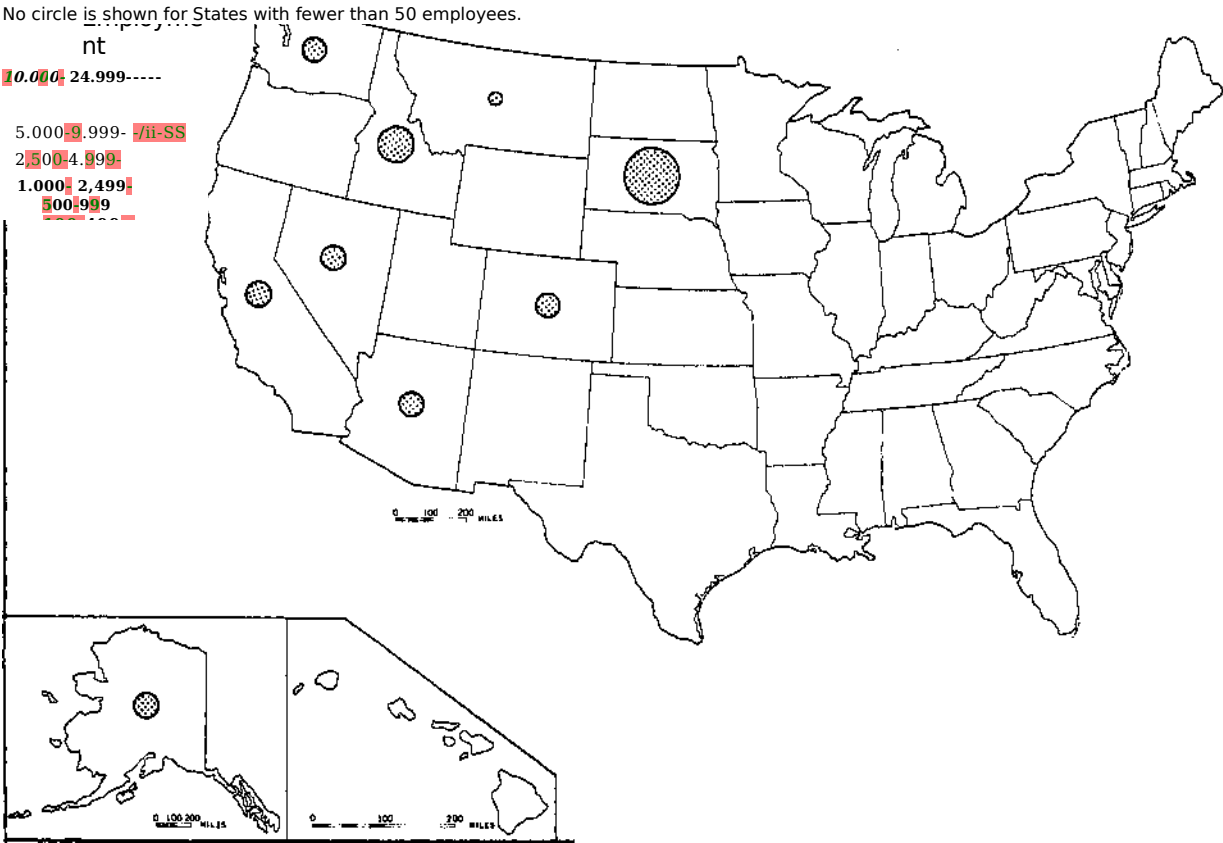 No circle is shown for States with fewer than 50 employees.
nt
10.000- 24.999-----
5.000-9.999- -/ii-SS
2,500-4.999-
1.000- 2,499-
500-999
0 100 200 MILES
0 100 200 MILES
0 100 200 MILES